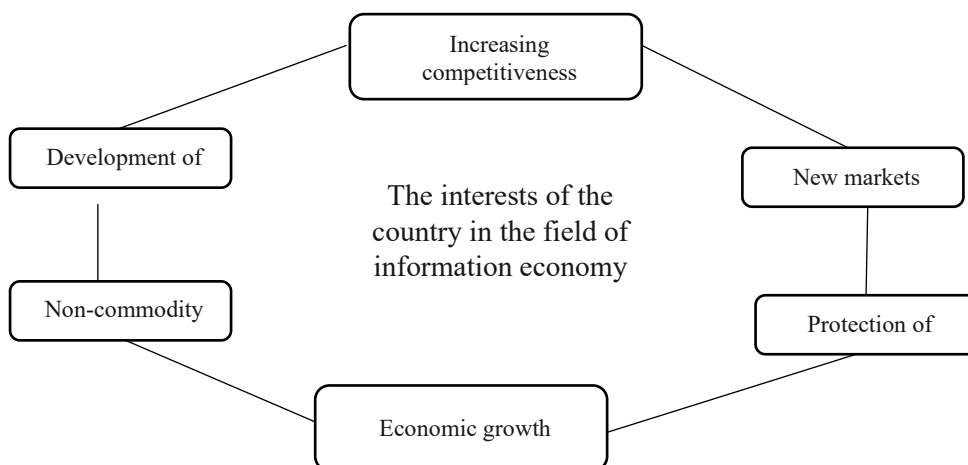 Increasing
competitiveness
Development of
New markets
The interests of the
country in the field of
information economy
Non-commodity
Protection of
Economic growth